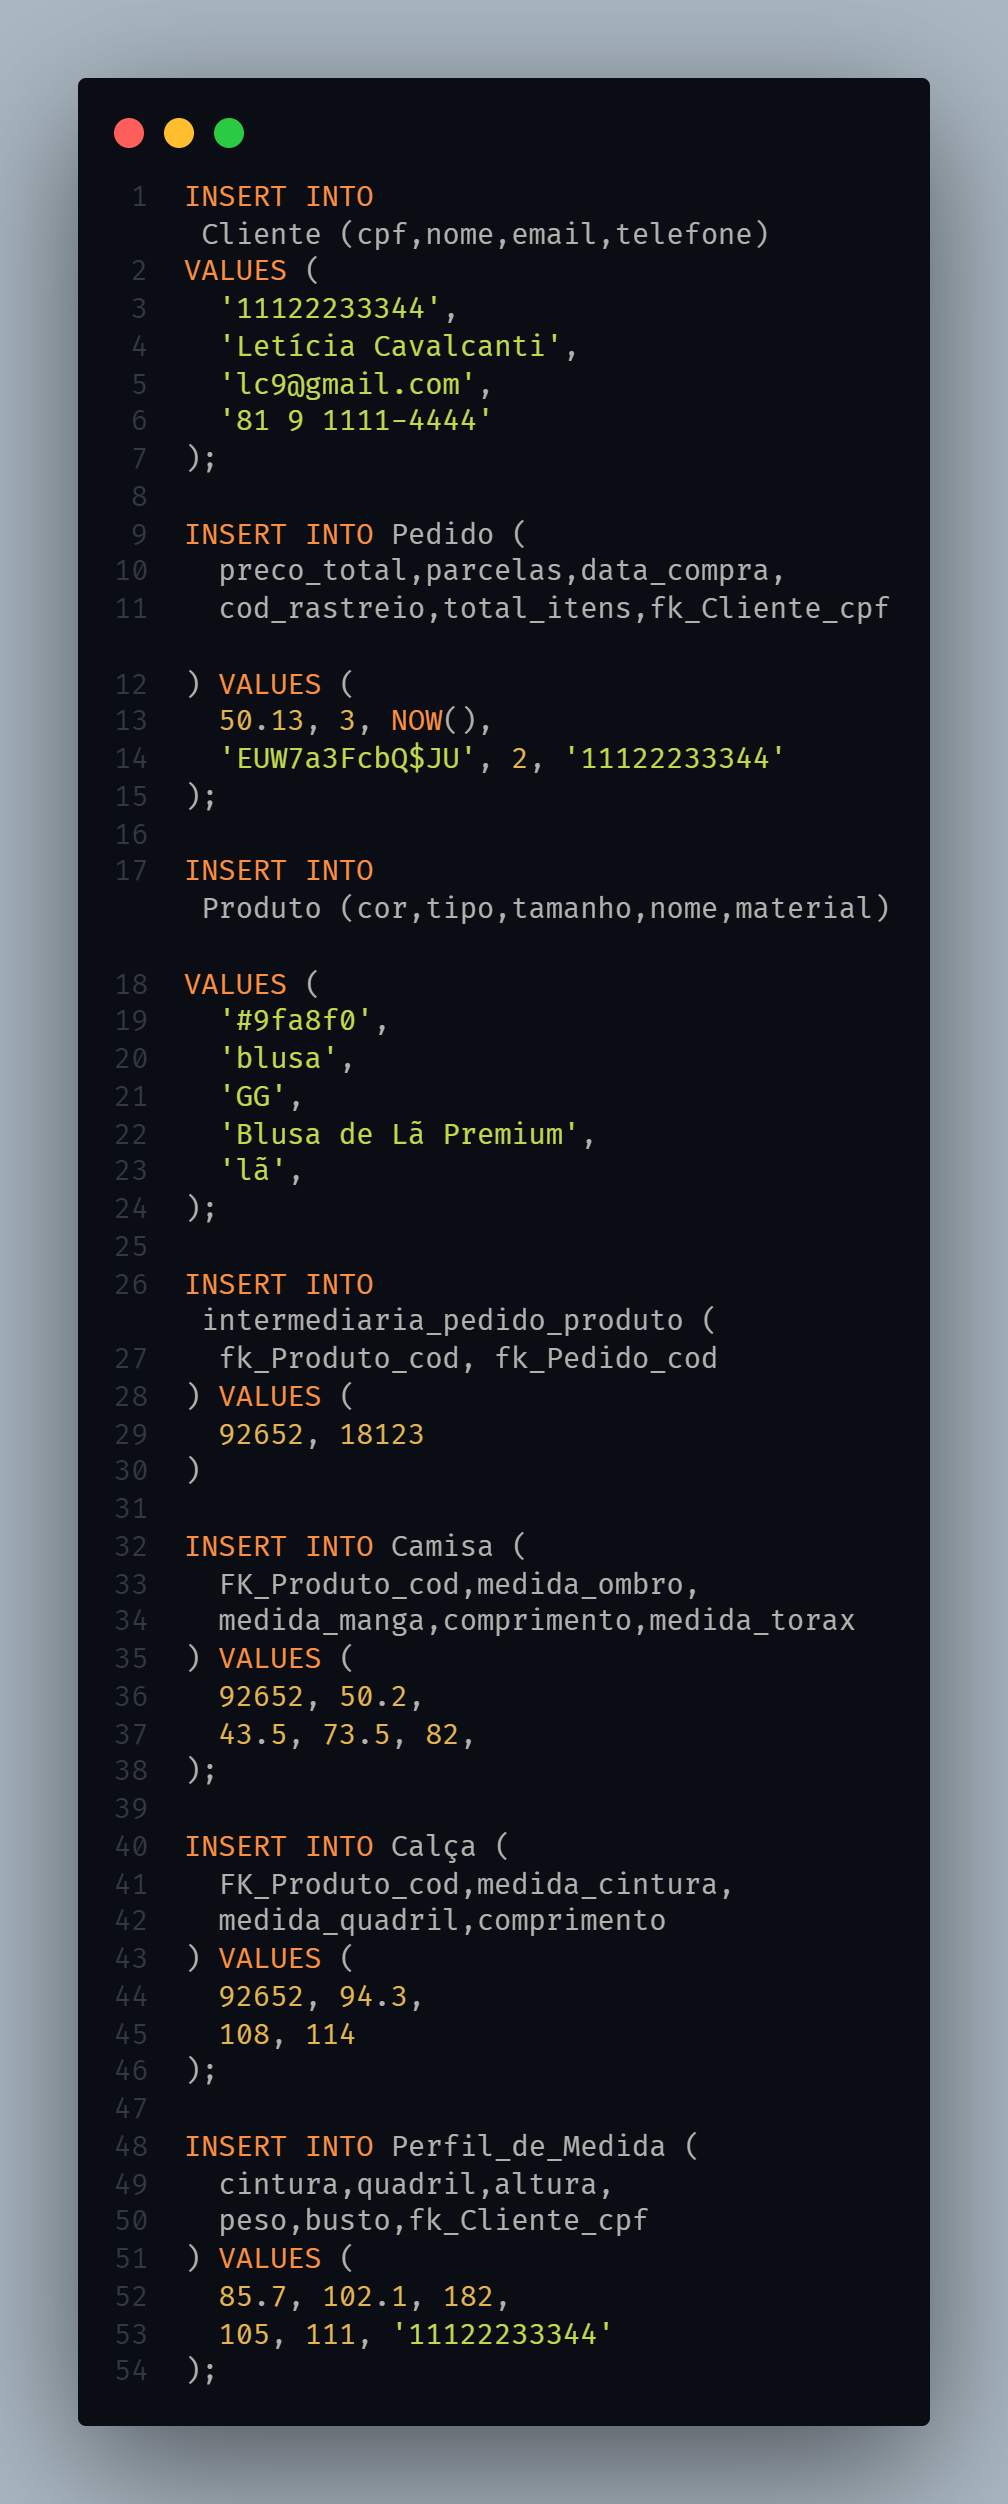 1 INSERT INTO
Cliente (cpf,nome,email,telefone)
2 VALUES (
3 '11122233344',
4 'Letícia Cavalcanti',
5 'lc9@gmail.com',
6 '81 9 1111-4444'
7 );
8
9 INSERT INTO Pedido (
10 preco_total,parcelas,data_compra,
11 cod_rastreio,total_itens,fk_Cliente_cpf
12 ) VALUES (
13 50.13, 3, NOW(),
14 'EUW7a3FcbQ$JU', 2, '11122233344'
15 );
16
17 INSERT INTO
Produto (cor,tipo,tamanho,nome,material)
18 VALUES (
19 '#9fa8f0',
20 'blusa',
21 'GG',
22 'Blusa de Lã Premium',
23 'lã',
24 );
25
26 INSERT INTO
intermediaria_pedido_produto (
27 fk_Produto_cod, fk_Pedido_cod
28 ) VALUES (
29 92652, 18123
30 )
31
32 INSERT INTO Camisa (
33 FK_Produto_cod,medida_ombro,
34 medida_manga,comprimento,medida_torax
35 ) VALUES (
36 92652, 50.2,
37 43.5, 73.5, 82,
38 );
39
40 INSERT INTO Calça (
41 FK_Produto_cod,medida_cintura,
42 medida_quadril,comprimento
43 ) VALUES (
44 92652, 94.3,
45 108, 114
46 );
47
48 INSERT INTO Perfil_de_Medida (
49 cintura,quadril,altura,
50 peso,busto,fk_Cliente_cpf
51 ) VALUES (
52 85.7, 102.1, 182,
53 105, 111, '11122233344'
54 );